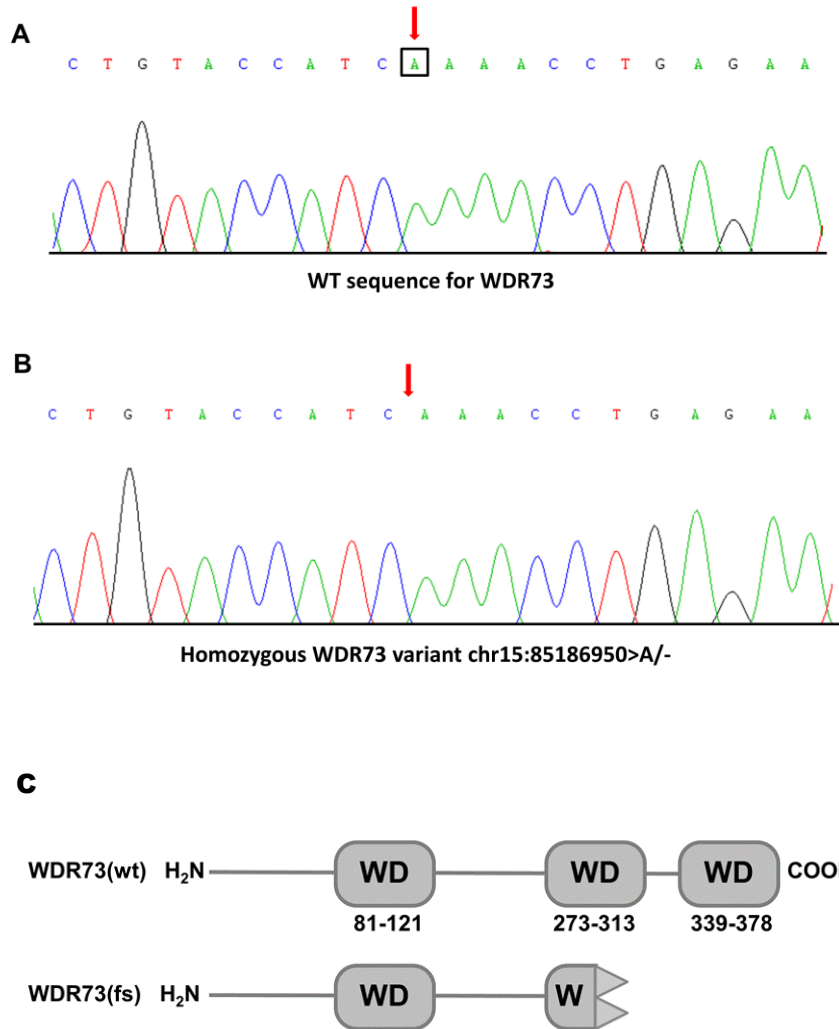 A
C T G T A C C A T C A A A A C C T G A G A A
WT sequence for WDR73
B
C T G T A C C A T C A A A C C T G A G A A
Homozygous WDR73 variant chr15:85186950>A/-
C
WDR73(wt) H₂N WD WD WD COO
81-121 273-313 339-378
WDR73(fs) H₂N WD W